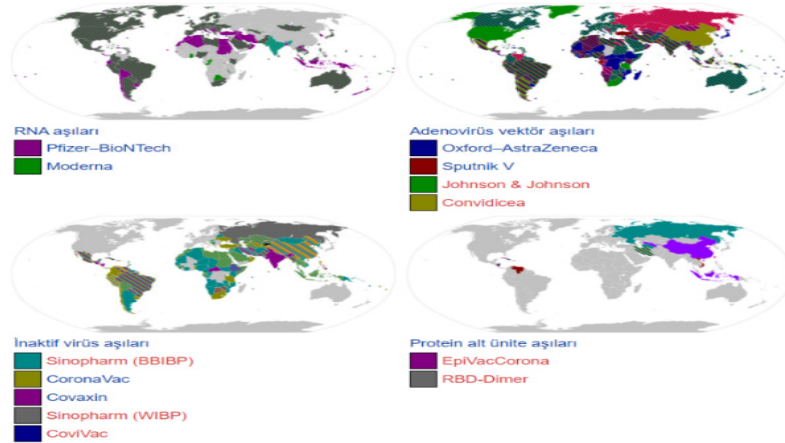 RNA aşıları
Pfizer–BioNTech
Moderna
Adenovirüs vektör aşıları
Oxford–AstraZeneca
Sputnik V
Johnson & Johnson
Convidicea
İnaktif virüs aşıları
Sinopharm (BBIBP)
CoronaVac
Covaxin
Sinopharm (WIBP)
CoviVac
Protein alt ünite aşıları
EpiVacCorona
RBD-Dimer